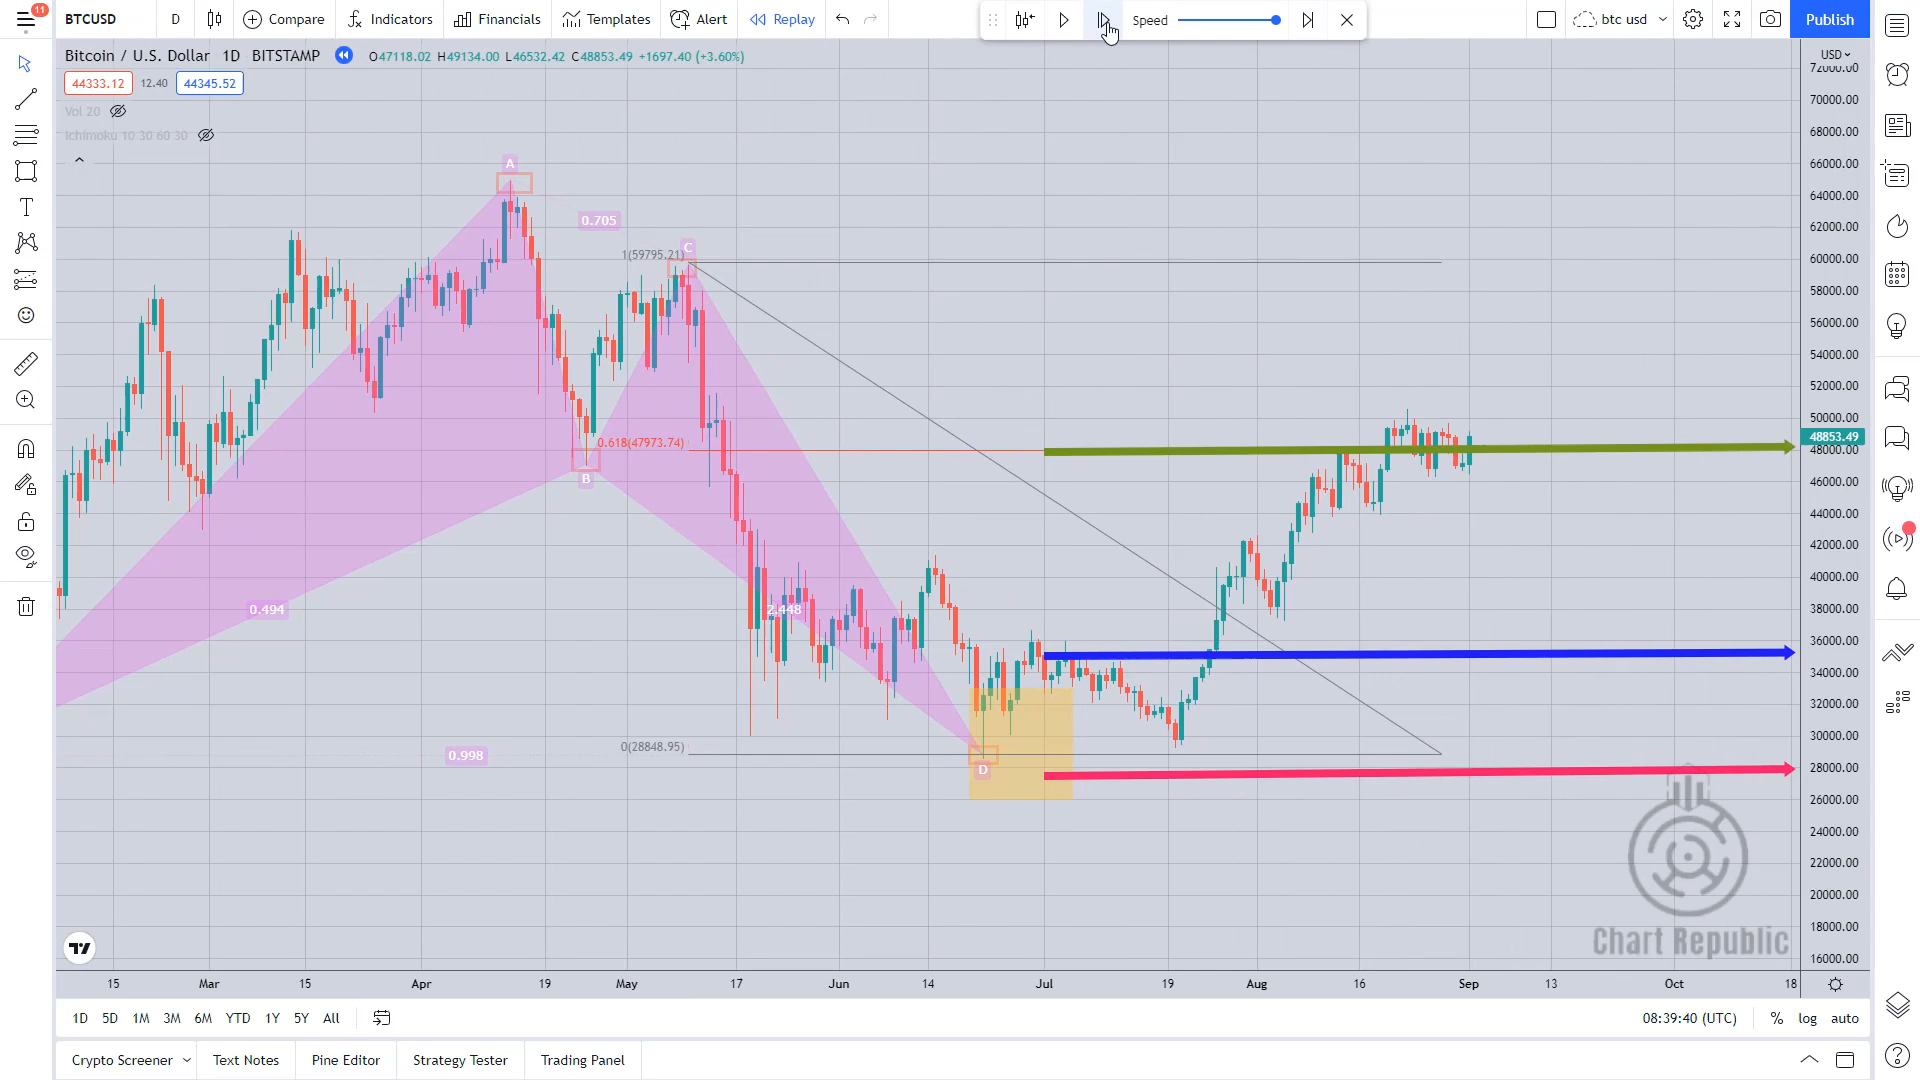 11
BTCUSD
D
Compare
Indicators
Financials
Templates
Alert
Replay
Speed
btc usd
Publish
Bitcoin / U.S. Dollar 1D BITSTAMP O47118.02 H49134.00 L46532.42 C48853.49 +1697.40 (+3.60%)
44333.12 12.40 44345.52
Vol 20
Ichimoku 10 30 60 30
USD
72000.00
70000.00
68000.00
66000.00
64000.00
62000.00
60000.00
58000.00
56000.00
54000.00
52000.00
50000.00
48853.49
48000.00
46000.00
44000.00
42000.00
40000.00
38000.00
36000.00
34000.00
32000.00
30000.00
28000.00
26000.00
24000.00
22000.00
20000.00
18000.00
16000.00
A
0.705
C
1(59795.21)
0.618(47973.74)
B
0.494
2.448
0(28848.95)
0.998
D
Chart Republic
15 Mar 15 Apr 19 May 17 Jun 14 Jul 19 Aug 16 Sep 13 Oct 18
1D 5D 1M 3M 6M YTD 1Y 5Y All
08:39:40 (UTC) % log auto
Crypto Screener Text Notes Pine Editor Strategy Tester Trading Panel